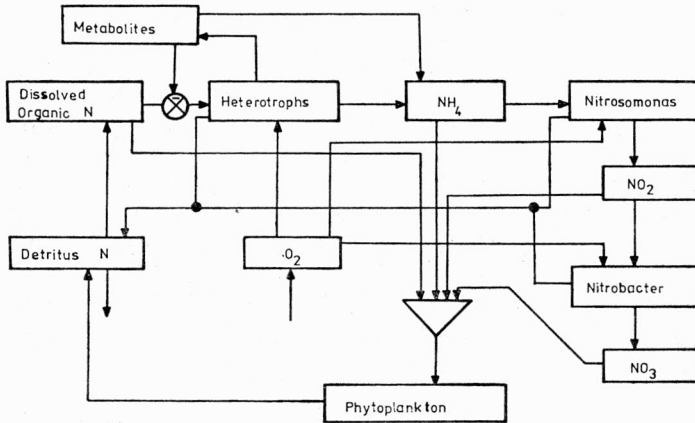 Metabolites
Dissolved
Organic N
Heterotrophs
NH4
Nitrosomonas
NO2
Detritus N
O2
Nitrobacter
NO3
Phytoplankton